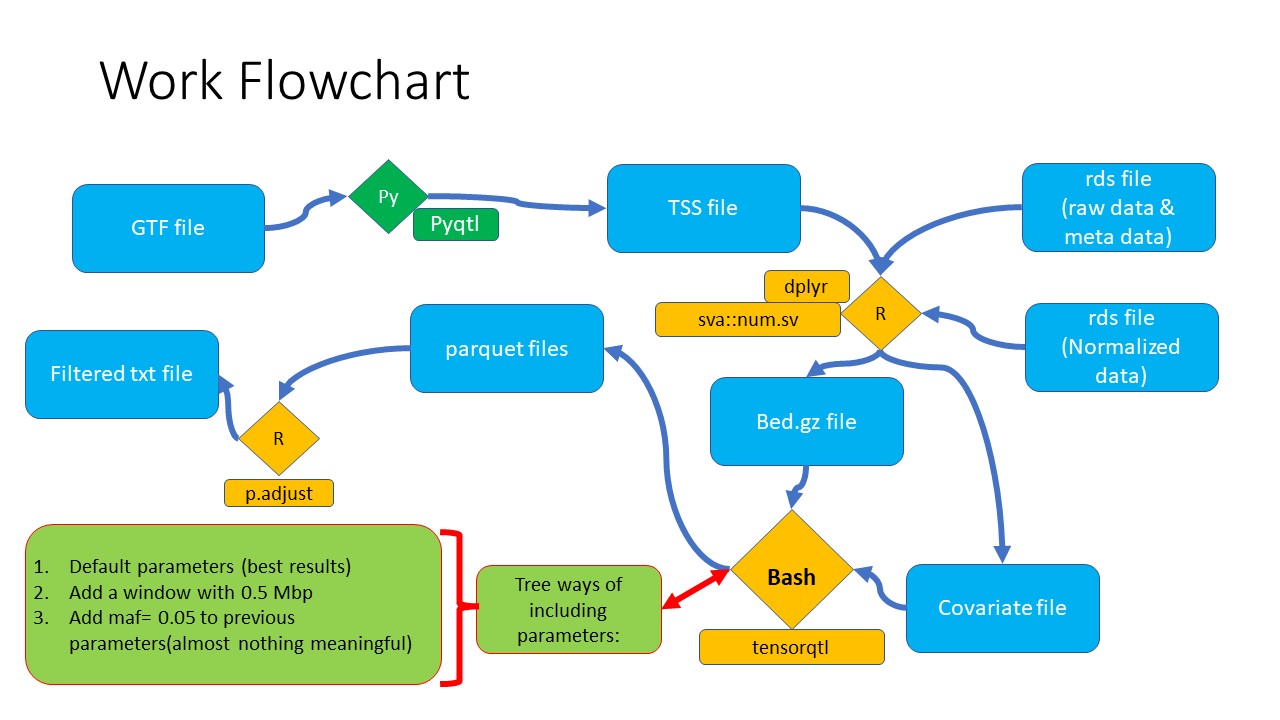 Work Flowchart
GTF file
Py
Pyqtl
TSS file
rds file
(raw data &
meta data)
dplyr
sva::num.sv
R
rds file
(Normalized
data)
Filtered txt file
parquet files
R
p.adjust
Bed.gz file
Bash
tensorqtl
Covariate file
Tree ways of
including
parameters:
1. Default parameters (best results)
2. Add a window with 0.5 Mbp
3. Add maf= 0.05 to previous
parameters(almost nothing meaningful)